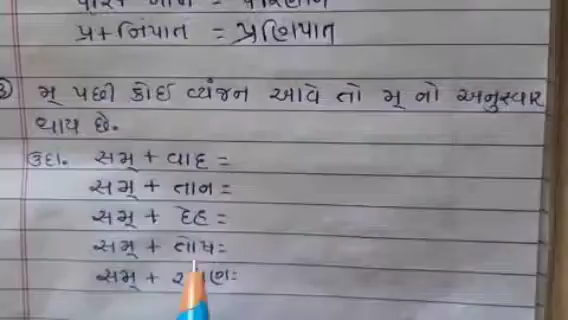 પ્ર + નિપાત = પ્રણિપાત
③ મ્ પછી કોઈ વ્યંજન આવે તો મ્ નો અનુસ્વાર
થાય છે.
ઉદા. સમ્ + વાદ =
સમ્ + તાન =
સમ્ + દેહ =
સમ્ + તોષ =
સમ્ +